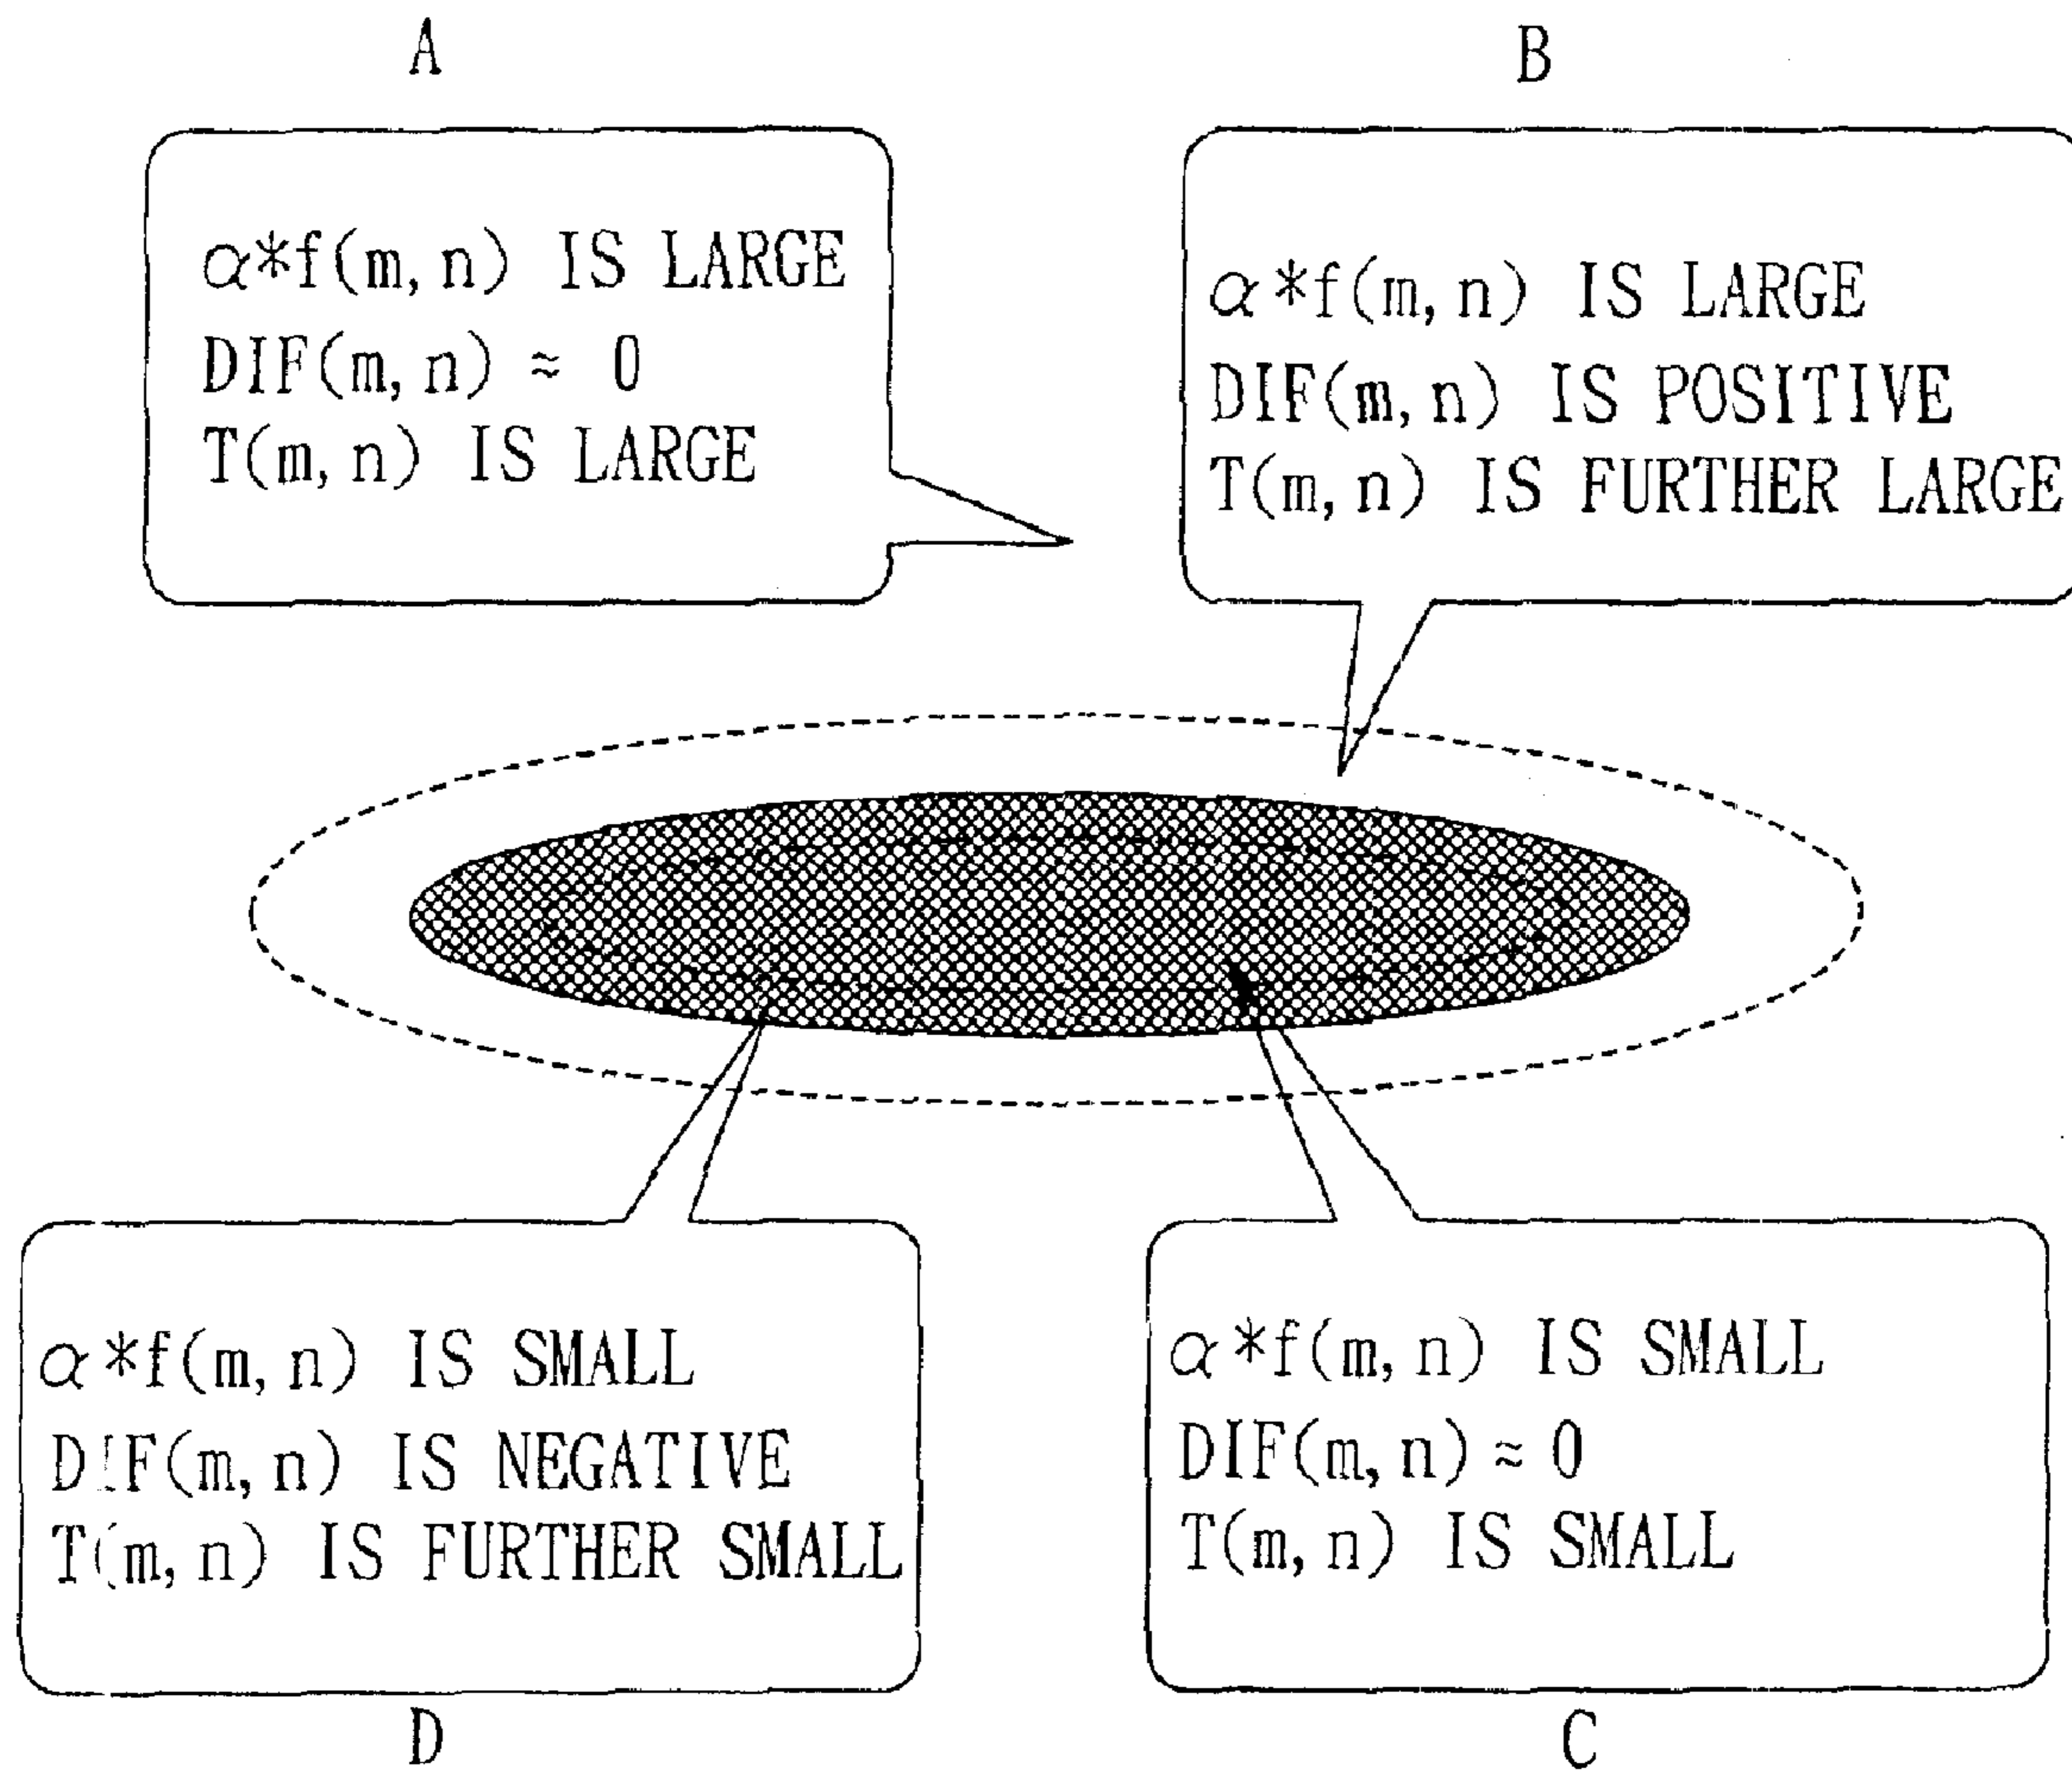 A
α*f(m, n) IS LARGE
DIF(m, n) ≈ 0
T(m, n) IS LARGE
B
α*f(m, n) IS LARGE
DIF(m, n) IS POSITIVE
T(m, n) IS FURTHER LARGE
α*f(m, n) IS SMALL
DIF(m, n) IS NEGATIVE
T(m, n) IS FURTHER SMALL
D
α*f(m, n) IS SMALL
DIF(m, n) ≈ 0
T(m, n) IS SMALL
C